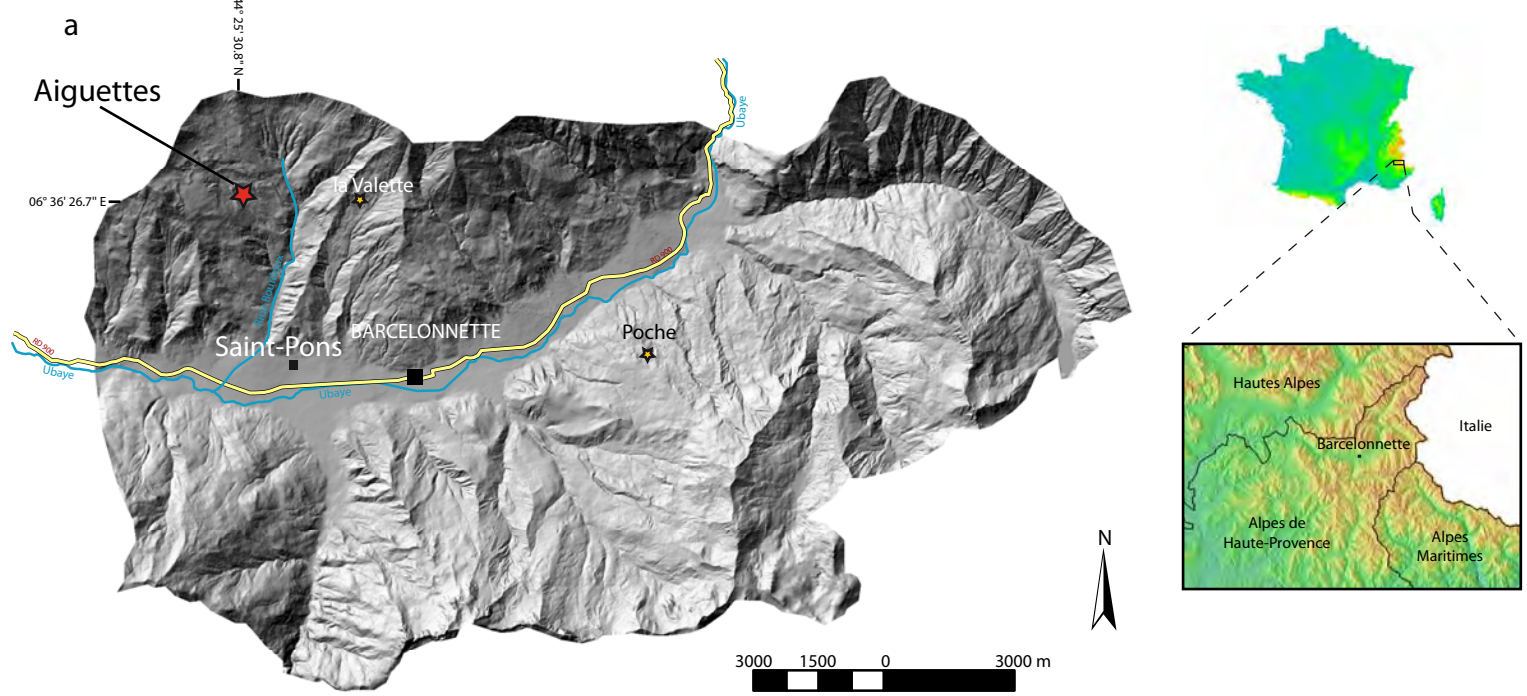 a
44° 25' 30.8" N
Aiguettes
Ubaye
la Valette
06° 36' 26.7" E
RD 900
BARCELONNETTE
Saint-Pons
Poche
RD 900
Ubaye
Ubaye
Hautes Alpes
Italie
Barcelonnette
Alpes de
Haute-Provence
Alpes
Maritimes
N
3000 1500 0 3000 m